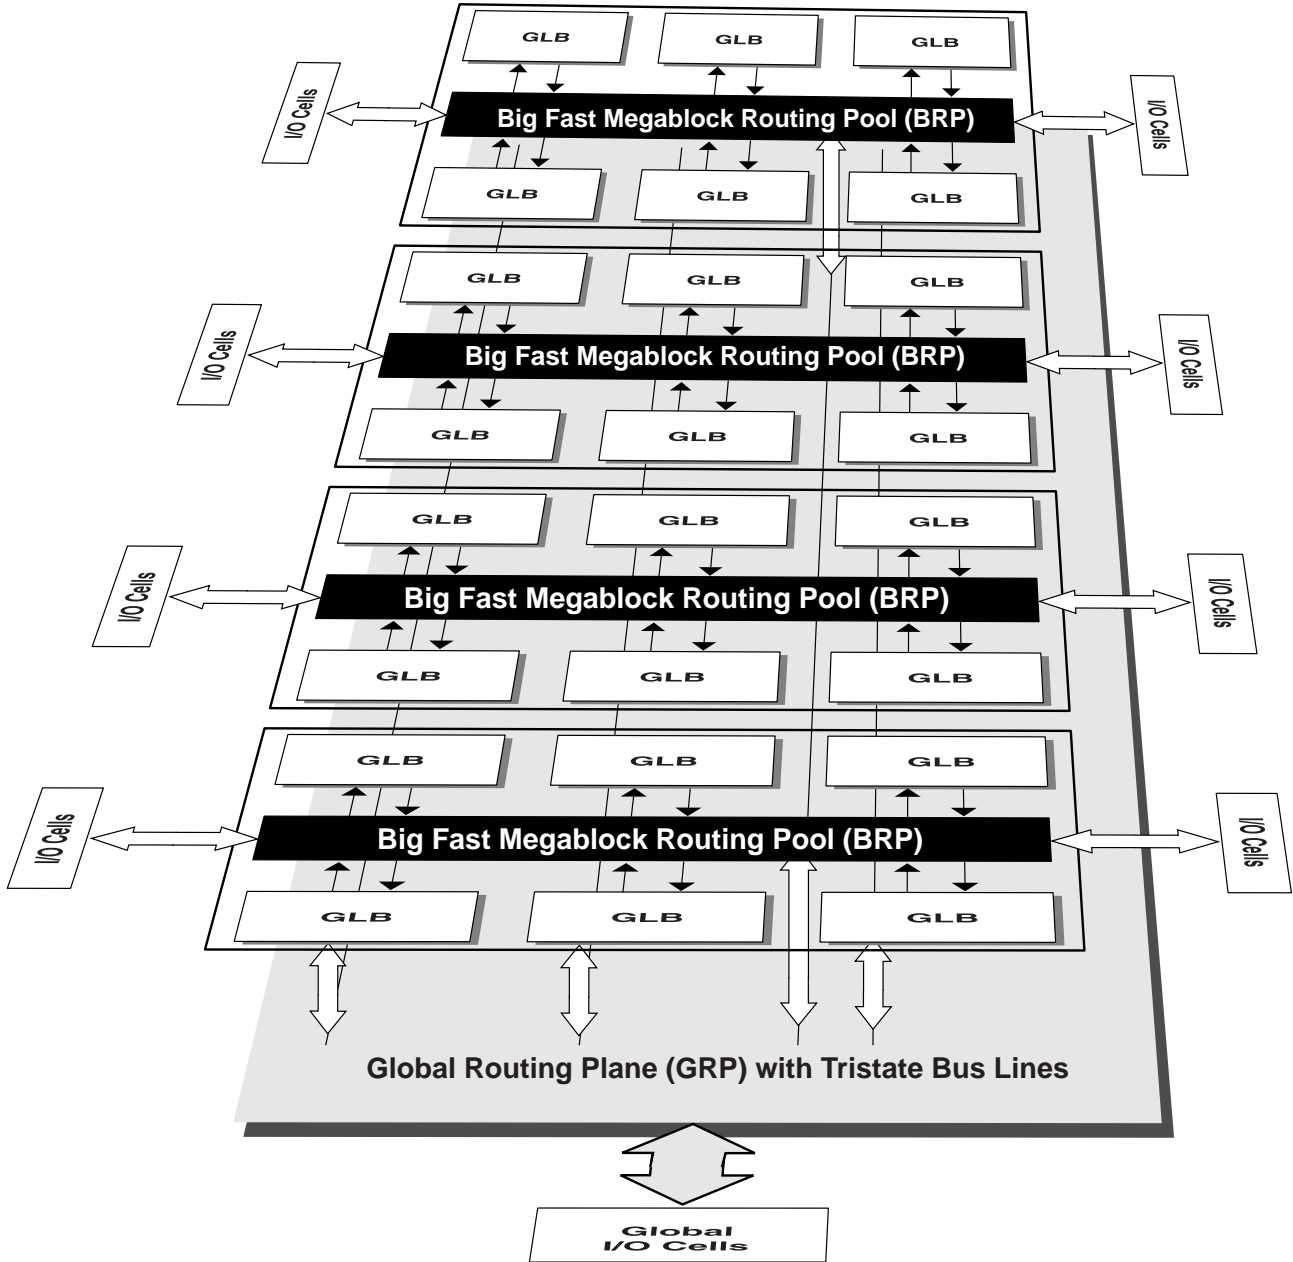 GLB
GLB
GLB
I/O Cells
Big Fast Megablock Routing Pool (BRP)
I/O Cells
GLB
GLB
GLB
GLB
GLB
GLB
I/O Cells
Big Fast Megablock Routing Pool (BRP)
I/O Cells
GLB
GLB
GLB
GLB
GLB
GLB
I/O Cells
Big Fast Megablock Routing Pool (BRP)
I/O Cells
GLB
GLB
GLB
GLB
GLB
GLB
I/O Cells
Big Fast Megablock Routing Pool (BRP)
I/O Cells
GLB
GLB
GLB
Global Routing Plane (GRP) with Tristate Bus Lines
Global
I/O Cells